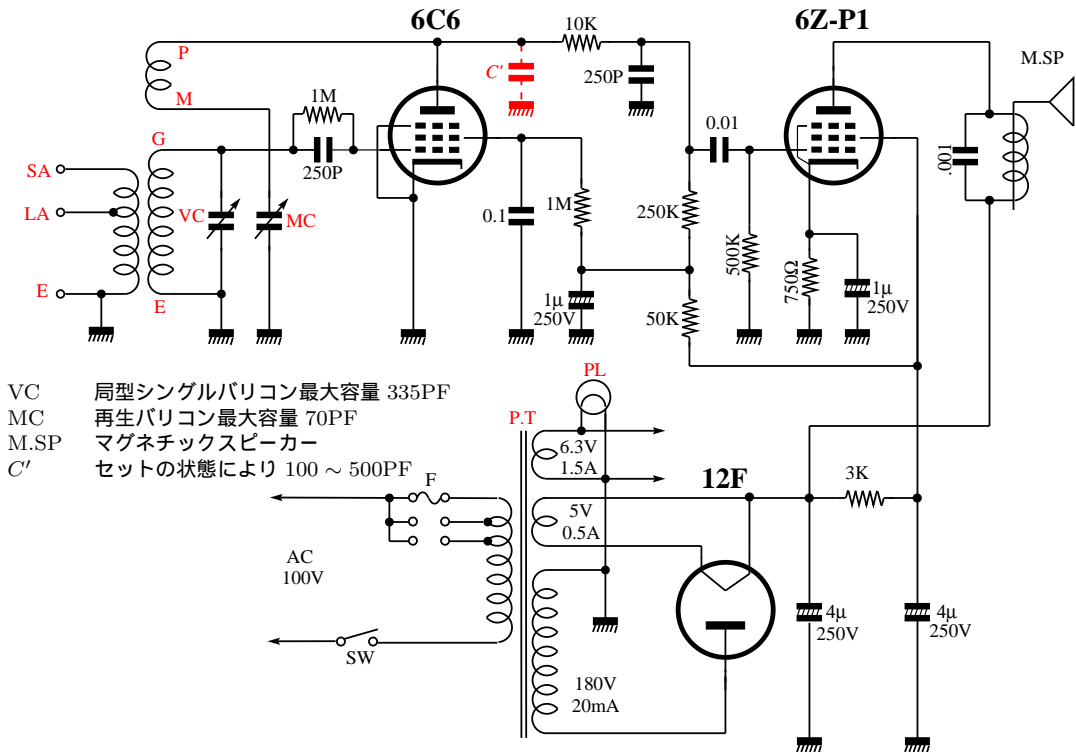 6C6
6Z-P1
P
10K
M.SP
C′
250P
M
1M
G
0.01
.001
SA
250P
LA
VC
MC
0.1
1M
250K
500K
750Ω
1μ
250V
E
E
1μ
250V
50K
VC 局型シングルバリコン最大容量 335PF
MC 再生バリコン最大容量 70PF
M.SP マグネチックスピーカー
C′ セットの状態により 100 ~ 500PF
PL
P.T
6.3V
1.5A
F
12F
3K
5V
0.5A
AC
100V
4μ
250V
4μ
250V
SW
180V
20mA